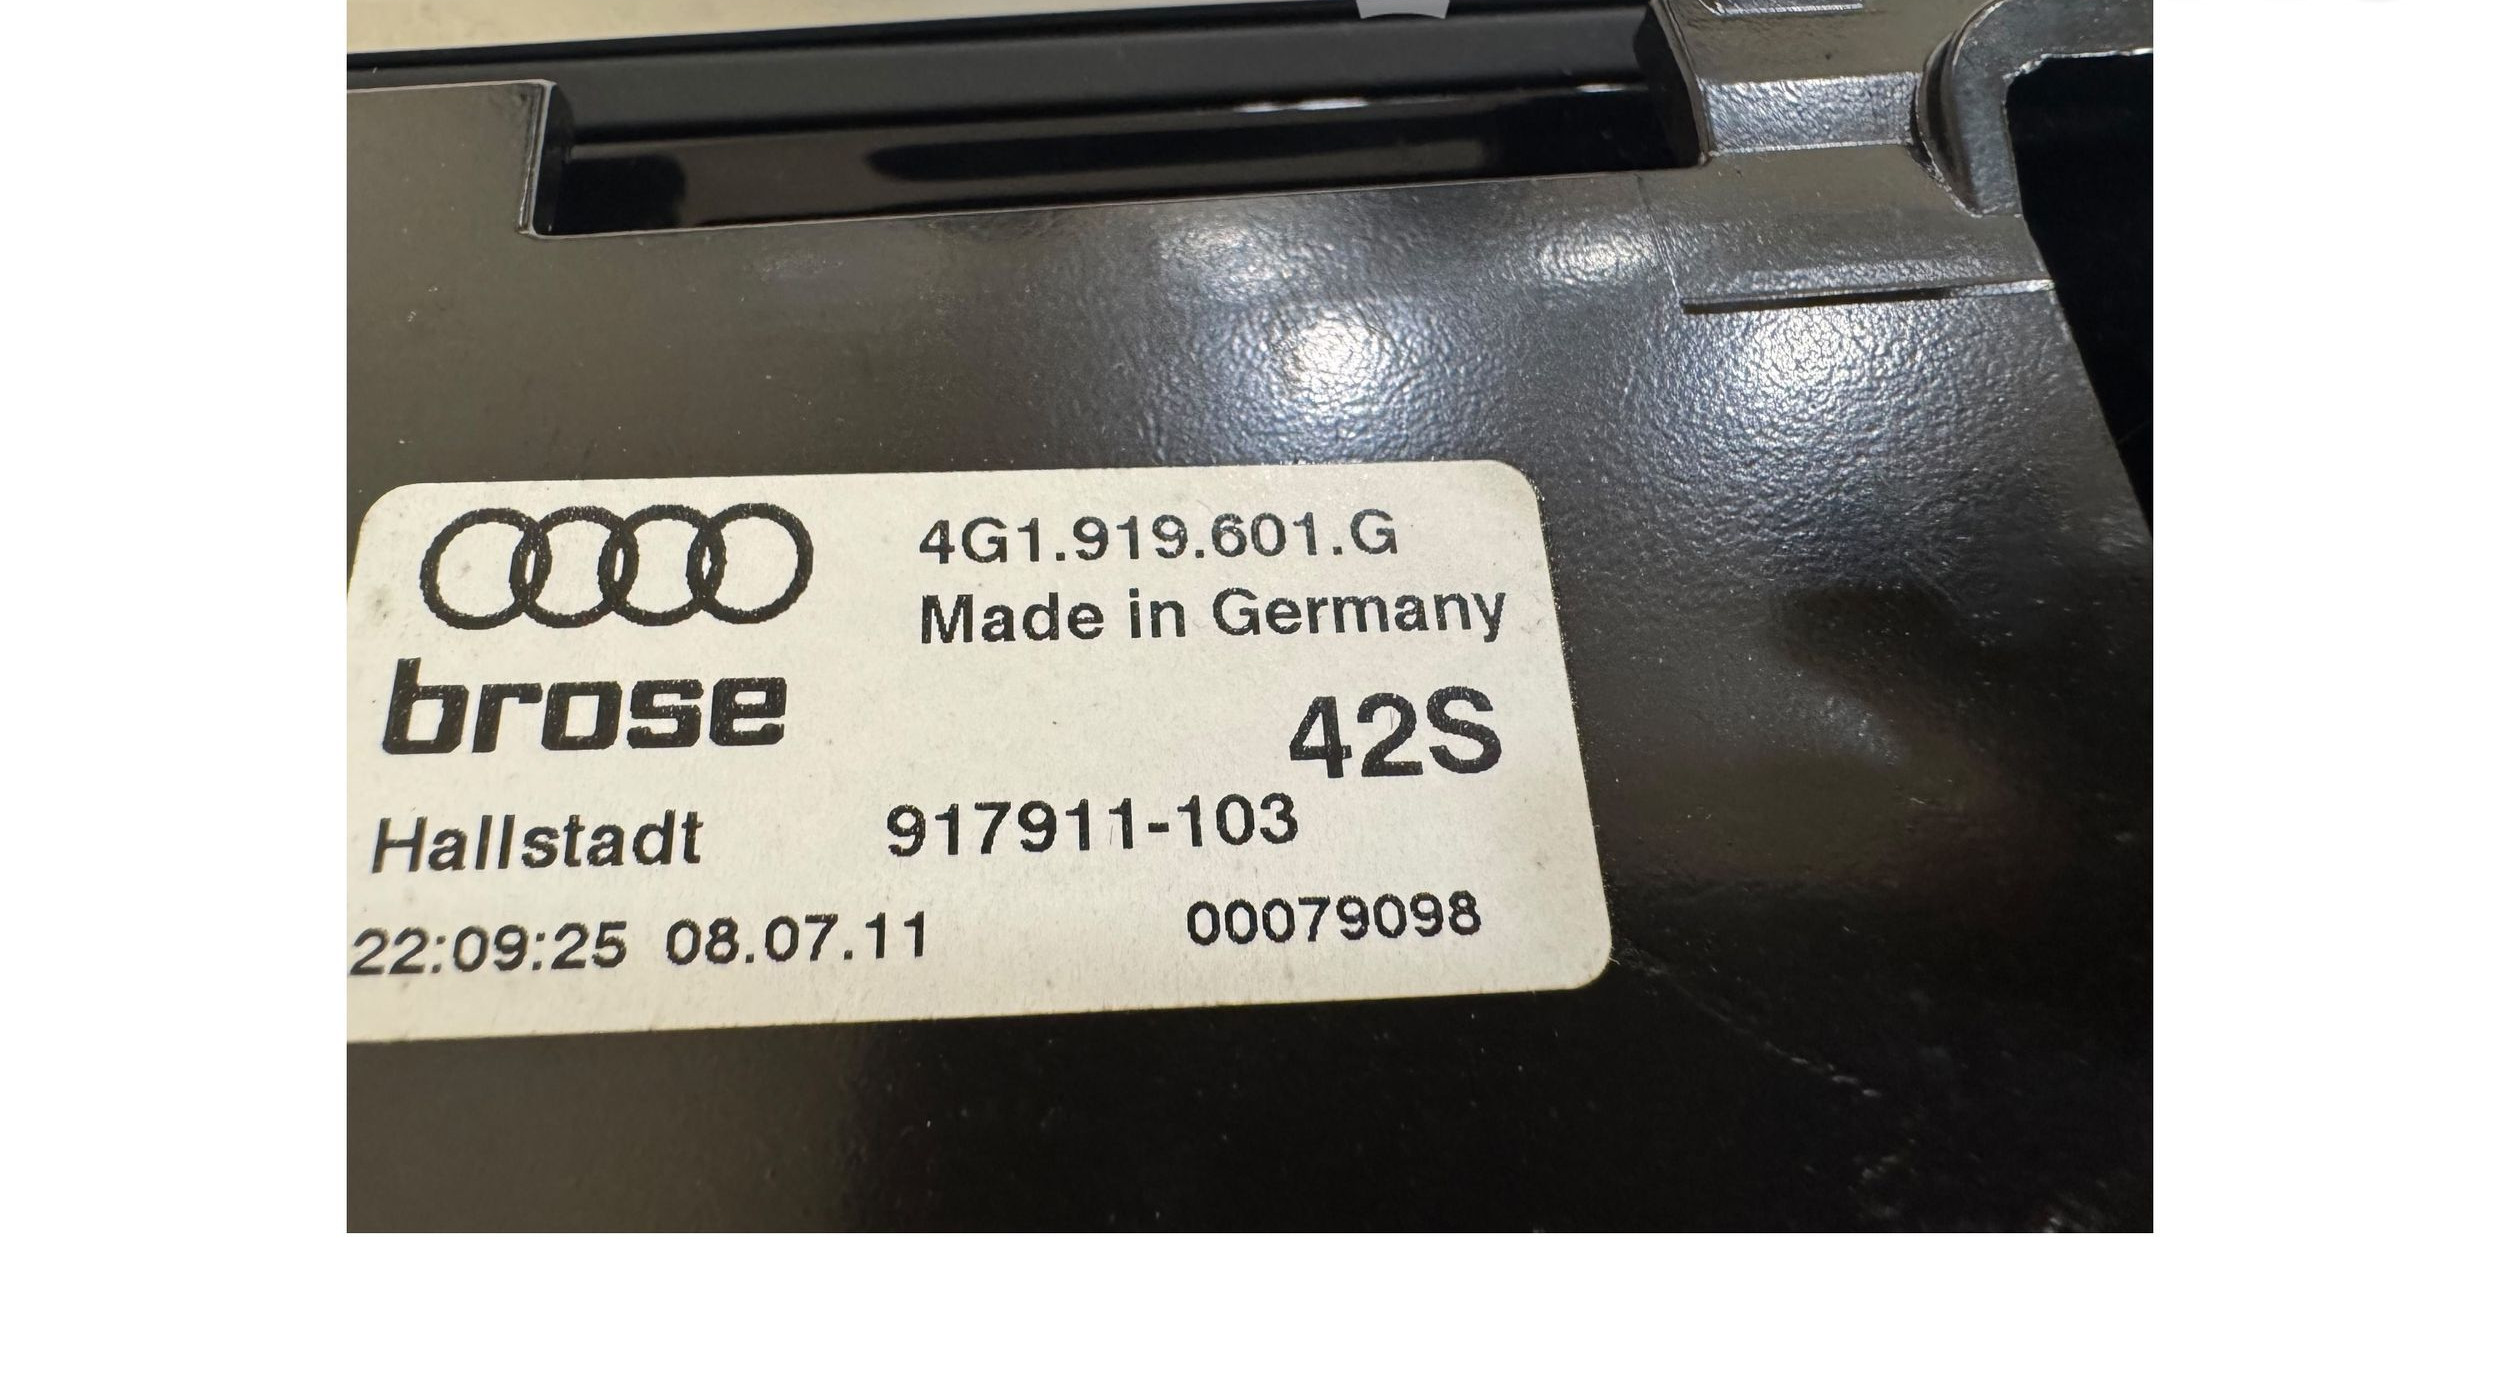 4G1.919.601.G
Made in Germany
brose
42S
Hallstadt 917911-103
22:09:25 08.07.11 00079098